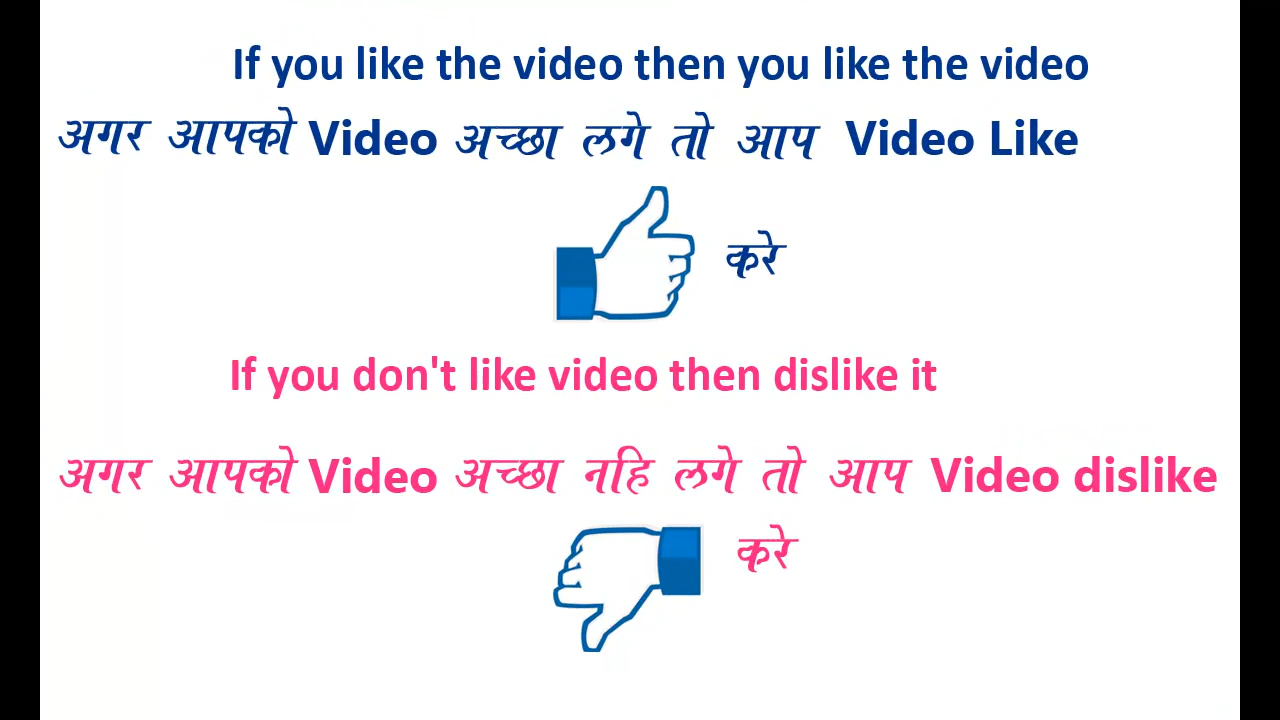 If you like the video then you like the video
अगर आपको Video अच्छा लगे तो आप Video Like
करे
If you don't like video then dislike it
अगर आपको Video अच्छा नहि लगे तो आप Video dislike
करे